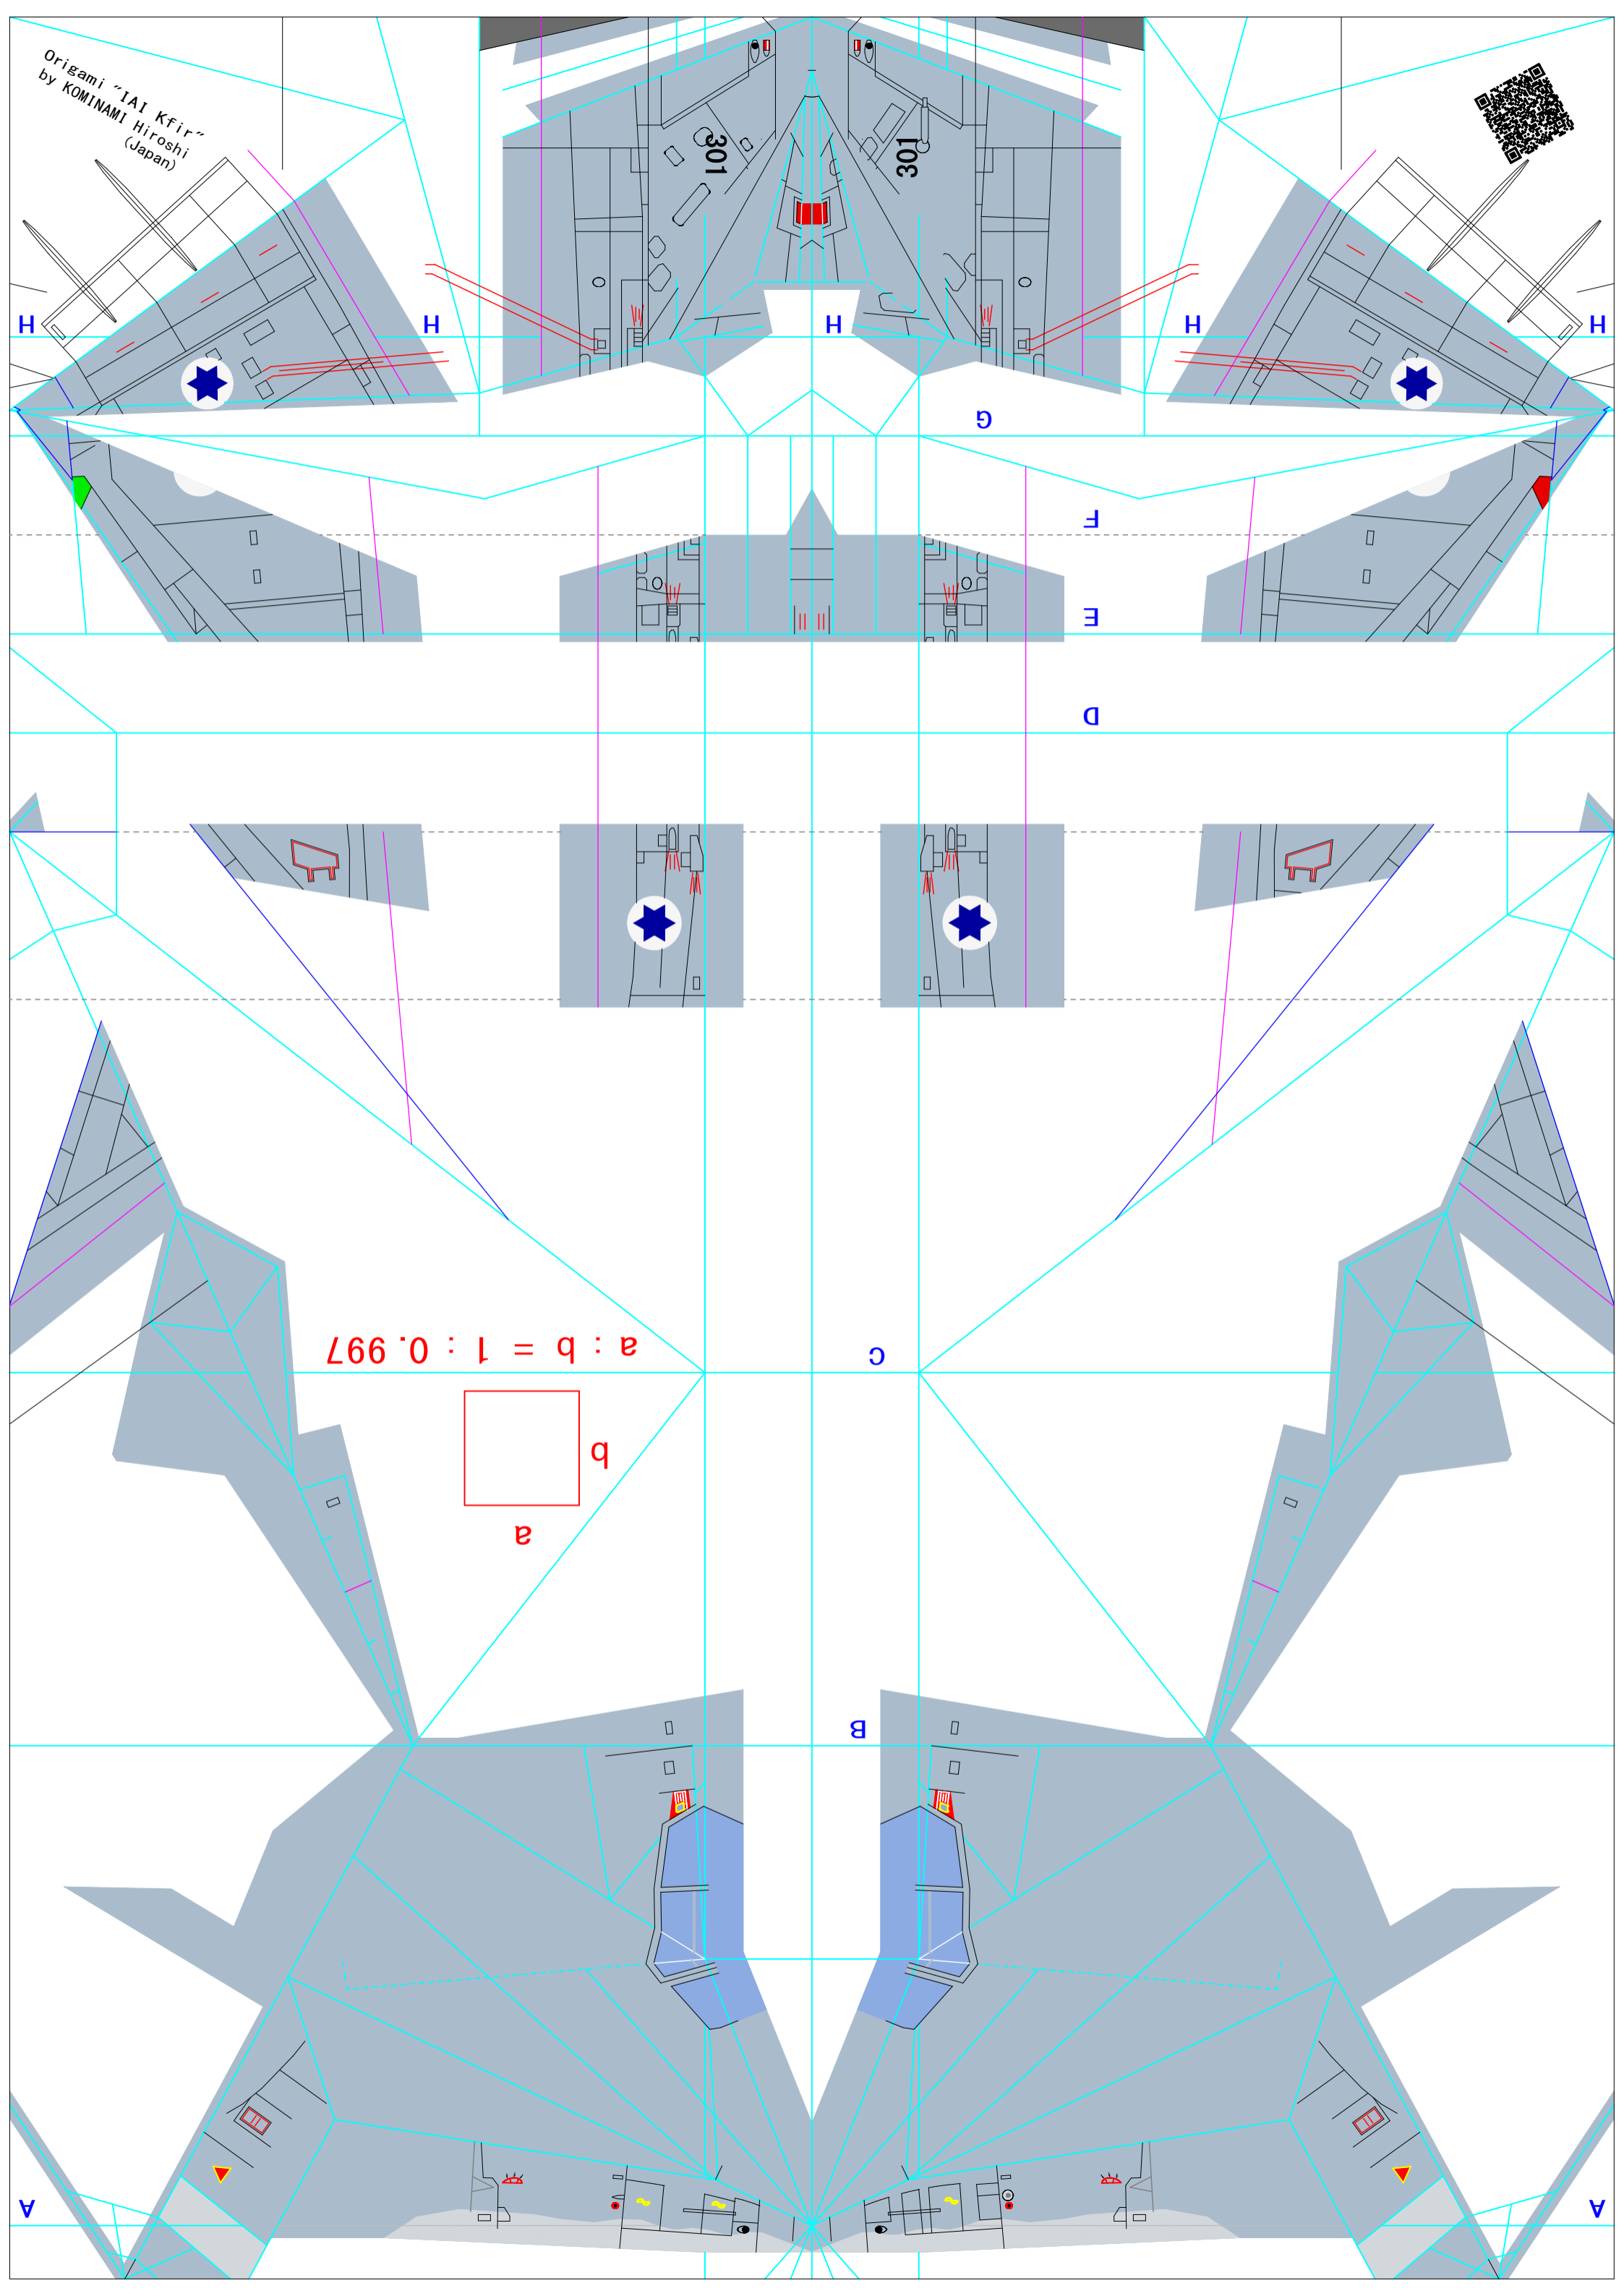 Origami "IAI Kfir"
by KOMINAMI Hiroshi
(Japan)
301
301
H
H
H
H
H
G
F
E
D
C
a : b = 1 : 0.997
b
a
B
A
A